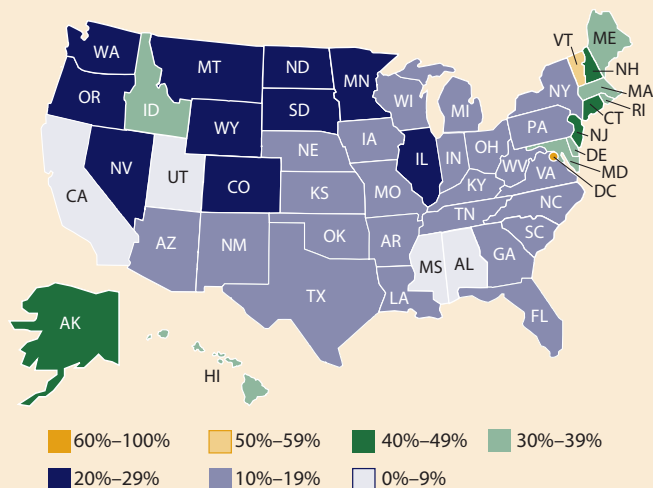 WA
MT
ND
MN
OR
ID
SD
WY
WI
MI
VT
ME
NH
MA
RI
CT
NY
PA
NJ
DE
MD
DC
NV
UT
CO
NE
IA
IL
IN
OH
WV
VA
CA
KS
MO
KY
NC
TN
AZ
NM
OK
AR
SC
MS
AL
GA
TX
LA
FL
AK
HI
60%–100%
50%–59%
40%–49%
30%–39%
20%–29%
10%–19%
0%–9%